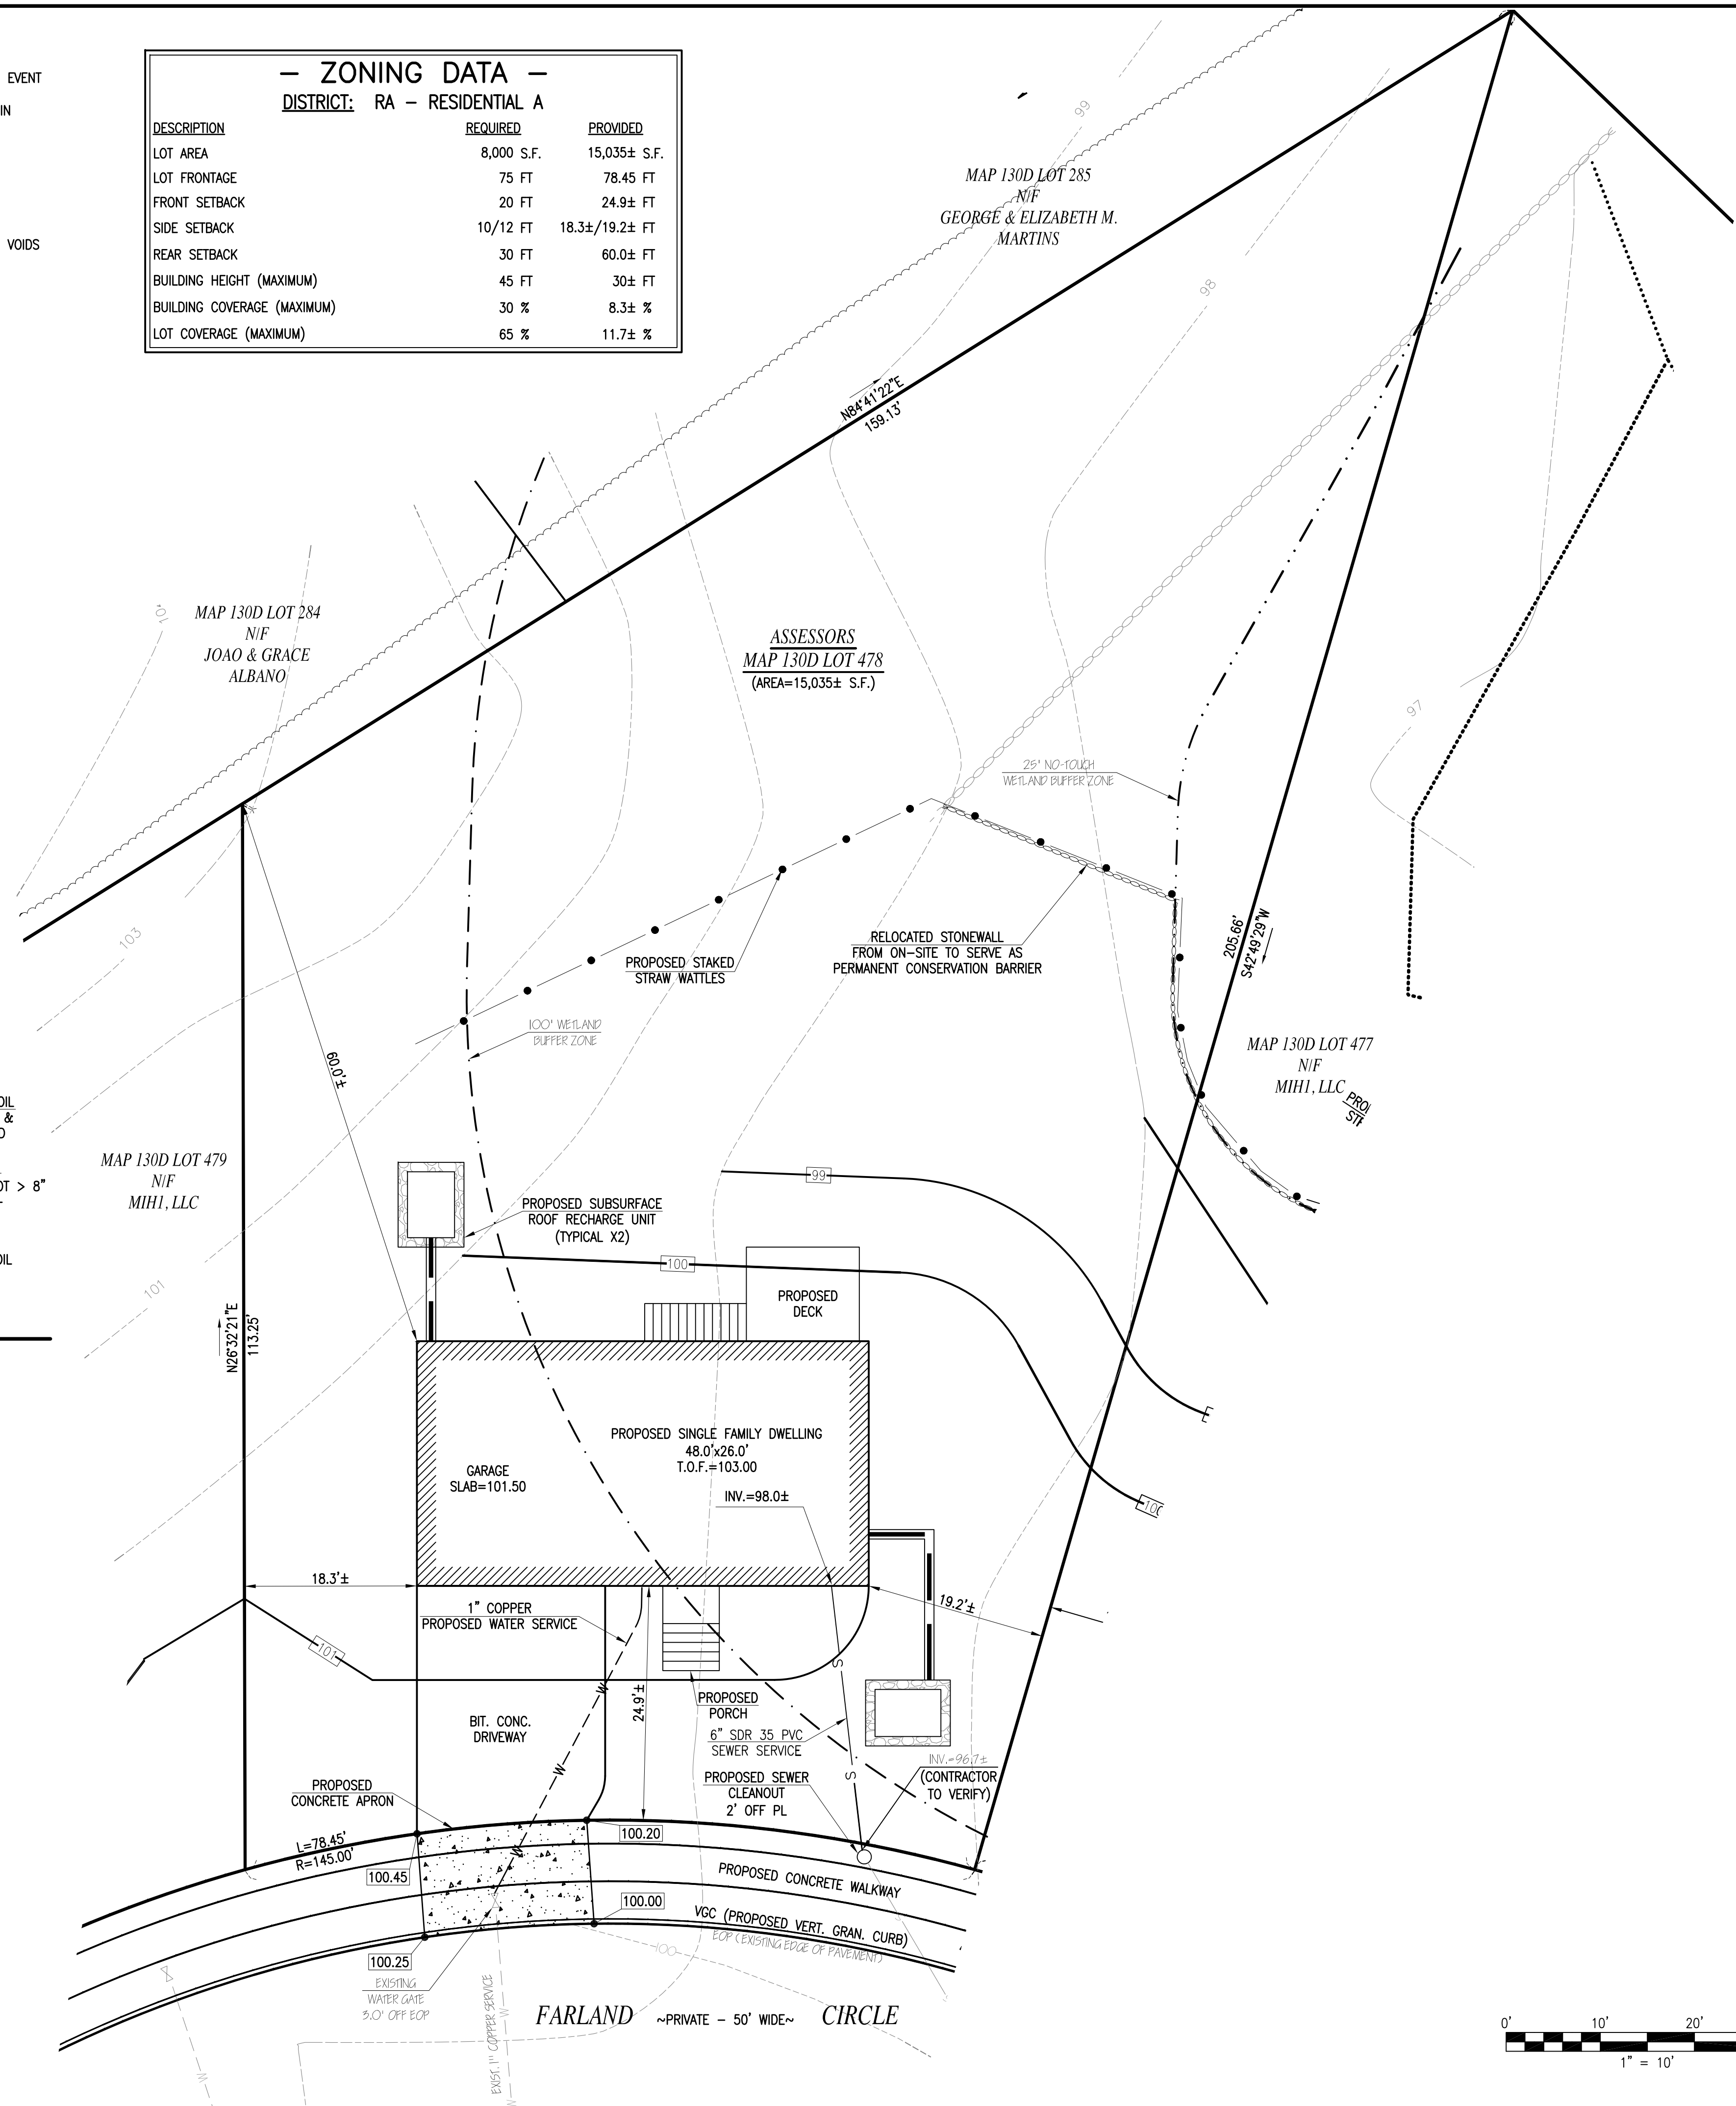 EVENT
IN
VOIDS
— ZONING DATA —
DISTRICT: RA – RESIDENTIAL A
DESCRIPTION REQUIRED PROVIDED
LOT AREA 8,000 S.F. 15,035± S.F.
LOT FRONTAGE 75 FT 78.45 FT
FRONT SETBACK 20 FT 24.9± FT
SIDE SETBACK 10/12 FT 18.3±/19.2± FT
REAR SETBACK 30 FT 60.0± FT
BUILDING HEIGHT (MAXIMUM) 45 FT 30± FT
BUILDING COVERAGE (MAXIMUM) 30 % 8.3± %
LOT COVERAGE (MAXIMUM) 65 % 11.7± %
99
MAP 130D LOT 285
N/F
GEORGE & ELIZABETH M.
MARTINS
98
N84°41'22"E
159.13'
101
MAP 130D LOT 284
N/F
JOAO & GRACE
ALBANO
ASSESSORS
MAP 130D LOT 478
(AREA=15,035± S.F.)
97
25' NO-TOUCH
WETLAND BUFFER ZONE
103
PROPOSED STAKED
STRAW WATTLES
RELOCATED STONEWALL
FROM ON-SITE TO SERVE AS
PERMANENT CONSERVATION BARRIER
205.66'
S42°49'29"W
100' WETLAND
BUFFER ZONE
60.0'±
MAP 130D LOT 477
N/F
MIH1, LLC
OIL
&
OT > 8"
OIL
MAP 130D LOT 479
N/F
MIH1, LLC
99
PROPOSED SUBSURFACE
ROOF RECHARGE UNIT
(TYPICAL X2)
100
101
N26°32'21"E
113.25'
PROPOSED
DECK
PROPOSED SINGLE FAMILY DWELLING
48.0'x26.0'
T.O.F.=103.00
GARAGE
SLAB=101.50
INV.=98.0±
100
18.3'±
1" COPPER
PROPOSED WATER SERVICE
19.2'±
101
24.9'±
S
W
PROPOSED
PORCH
BIT. CONC.
DRIVEWAY
6" SDR 35 PVC
SEWER SERVICE
INV.=96.7±
(CONTRACTOR
TO VERIFY)
W
S
PROPOSED SEWER
CLEANOUT
2' OFF PL
PROPOSED
CONCRETE APRON
L=78.45'
R=145.00'
100.20
W
100.45
PROPOSED CONCRETE WALKWAY
100.00
VGC (PROPOSED VERT. GRAN. CURB)
EOP (EXISTING EDGE OF PAVEMENT)
100
100.25
EXISTING
WATER GATE
3.0' OFF EOP
EXIST. 1" COPPER SERVICE
W
W
FARLAND ~PRIVATE – 50' WIDE~ CIRCLE
0' 10' 20'
1" = 10'